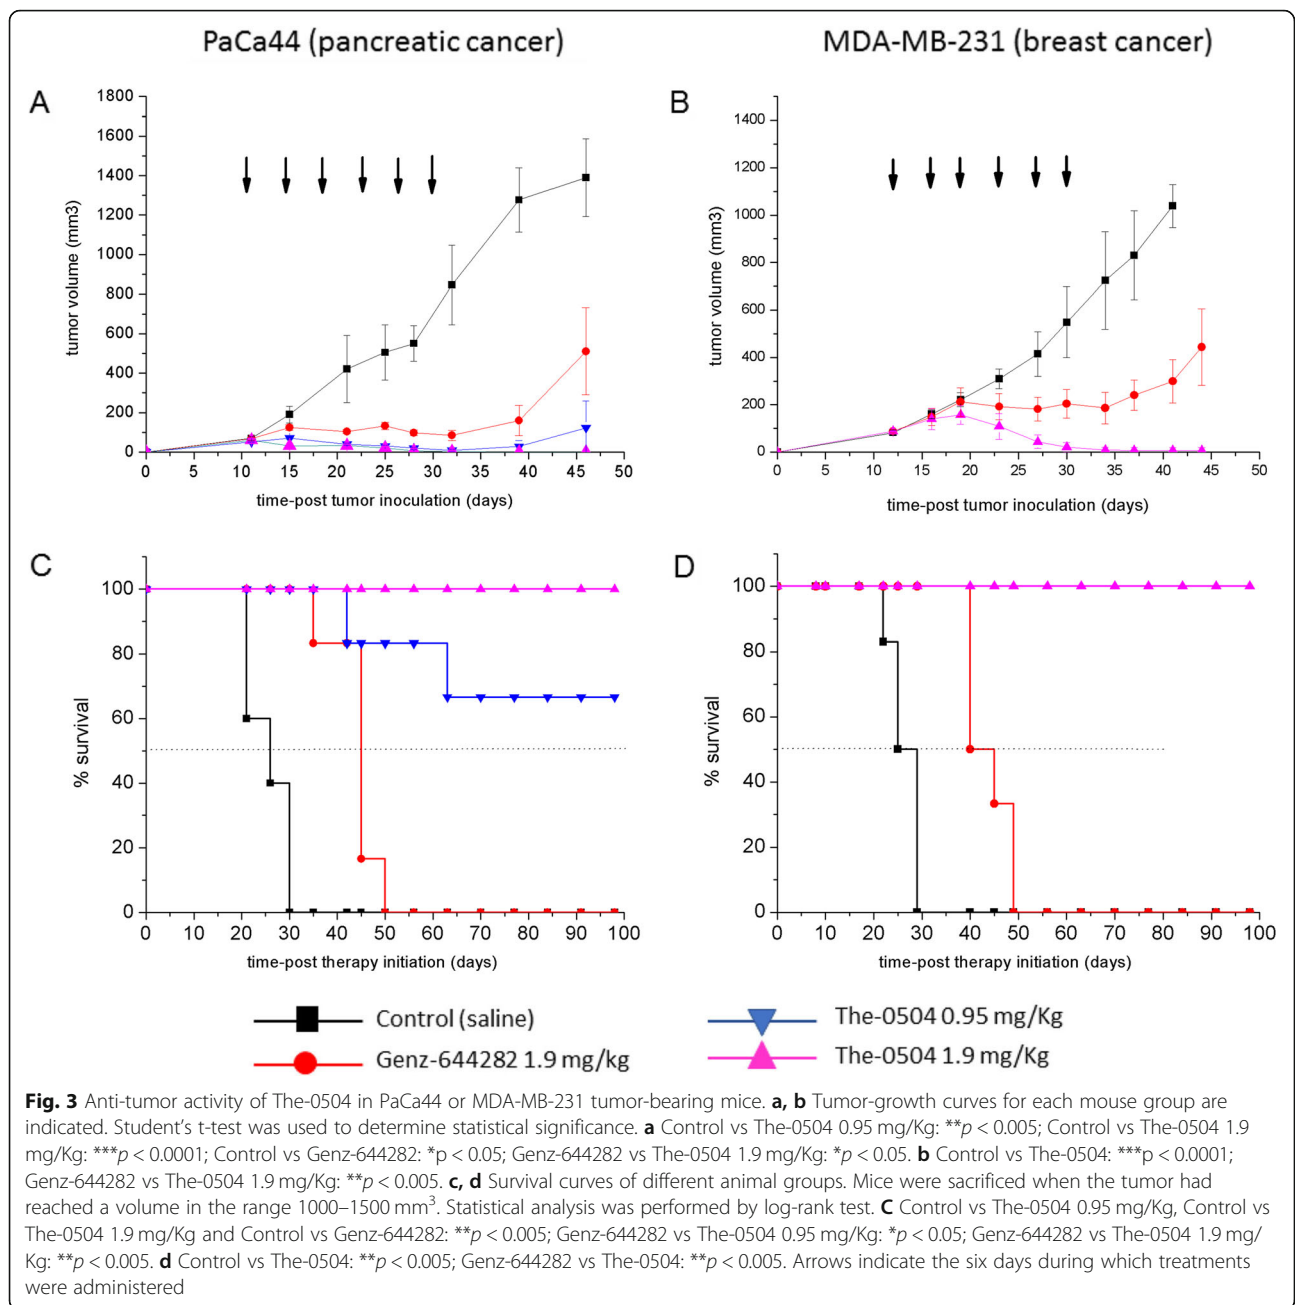 PaCa44 (pancreatic cancer)
MDA-MB-231 (breast cancer)
A
1800
1600
1400
1200
1000
800
600
400
200
0
tumor volume (mm3)
0 5 10 15 20 25 30 35 40 45 50
time-post tumor inoculation (days)
B
1400
1200
1000
800
600
400
200
0
tumor volume (mm3)
0 5 10 15 20 25 30 35 40 45 50
time-post tumor inoculation (days)
C
100
80
60
40
20
0
% survival
0 10 20 30 40 50 60 70 80 90 100
time-post therapy initiation (days)
D
100
80
60
40
20
0
% survival
0 10 20 30 40 50 60 70 80 90 100
time-post therapy initiation (days)
Control (saline)
Genz-644282 1.9 mg/kg
The-0504 0.95 mg/Kg
The-0504 1.9 mg/Kg
Fig. 3 Anti-tumor activity of The-0504 in PaCa44 or MDA-MB-231 tumor-bearing mice. a, b Tumor-growth curves for each mouse group are
indicated. Student's t-test was used to determine statistical significance. a Control vs The-0504 0.95 mg/Kg: **p < 0.005; Control vs The-0504 1.9
mg/Kg: ***p < 0.0001; Control vs Genz-644282: *p < 0.05; Genz-644282 vs The-0504 1.9 mg/Kg: *p < 0.05. b Control vs The-0504: ***p < 0.0001;
Genz-644282 vs The-0504 1.9 mg/Kg: **p < 0.005. c, d Survival curves of different animal groups. Mice were sacrificed when the tumor had
reached a volume in the range 1000–1500 mm³. Statistical analysis was performed by log-rank test. C Control vs The-0504 0.95 mg/Kg, Control vs
The-0504 1.9 mg/Kg and Control vs Genz-644282: **p < 0.005; Genz-644282 vs The-0504 0.95 mg/Kg: *p < 0.05; Genz-644282 vs The-0504 1.9 mg/
Kg: **p < 0.005. d Control vs The-0504: **p < 0.005; Genz-644282 vs The-0504: **p < 0.005. Arrows indicate the six days during which treatments
were administered